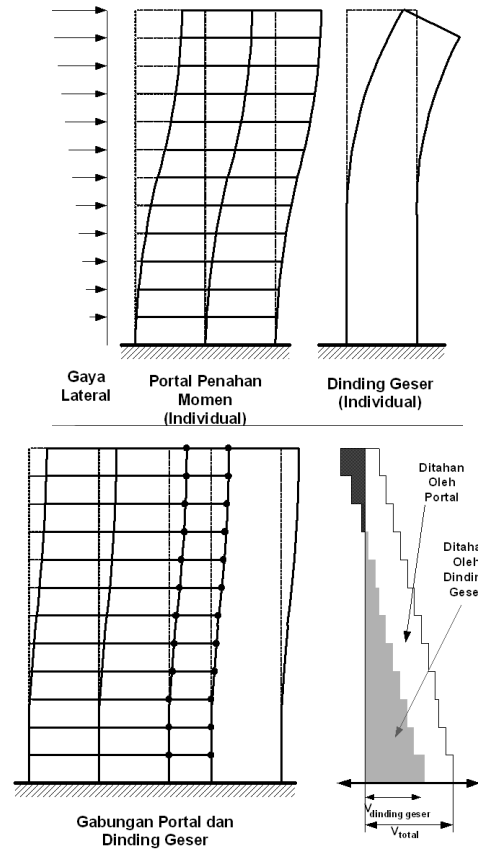 Gaya
Lateral
Portal Penahan
Momen
(Individual)
Dinding Geser
(Individual)
Ditahan
Oleh
Portal
Oleh
Gabungan Portal dan
Dinding Geser
V dinding geser
V total